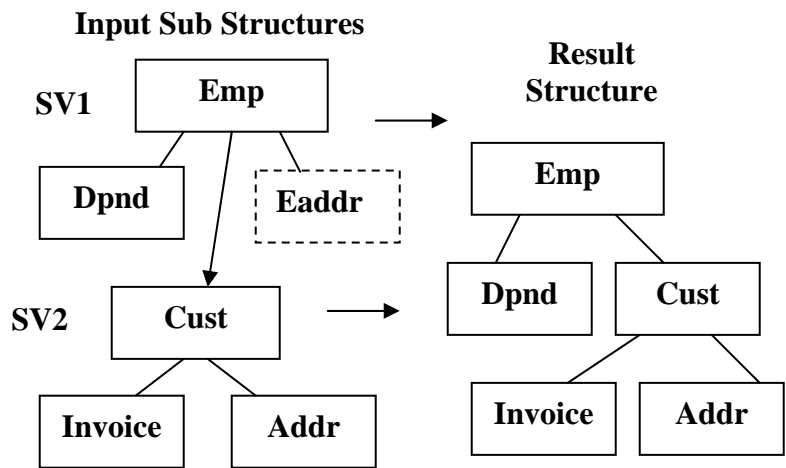 Input Sub Structures
SV1
Emp
Dpnd
Eaddr
SV2
Cust
Invoice
Addr
Result
Structure
Emp
Dpnd
Cust
Invoice
Addr